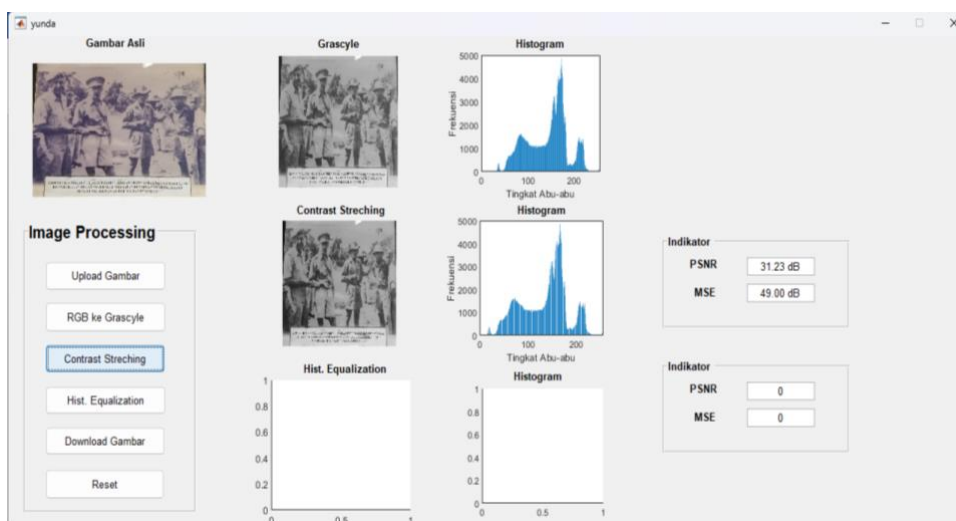 yunda
Gambar Asli
Grascyle
Histogram
5000
4000
3000
2000
1000
0
Frekuensi
0 100 200
Tingkat Abu-abu
Contrast Streching
Histogram
5000
4000
3000
2000
1000
0
Frekuensi
0 100 200
Tingkat Abu-abu
Image Processing
Upload Gambar
RGB ke Grascyle
Contrast Streching
Hist. Equalization
Download Gambar
Reset
Hist. Equalization
1
0.8
0.6
0.4
0.2
0
0 0.5 1
Histogram
1
0.8
0.6
0.4
0.2
0
0 0.5 1
Indikator
PSNR 31.23 dB
MSE 49.00 dB
Indikator
PSNR 0
MSE 0